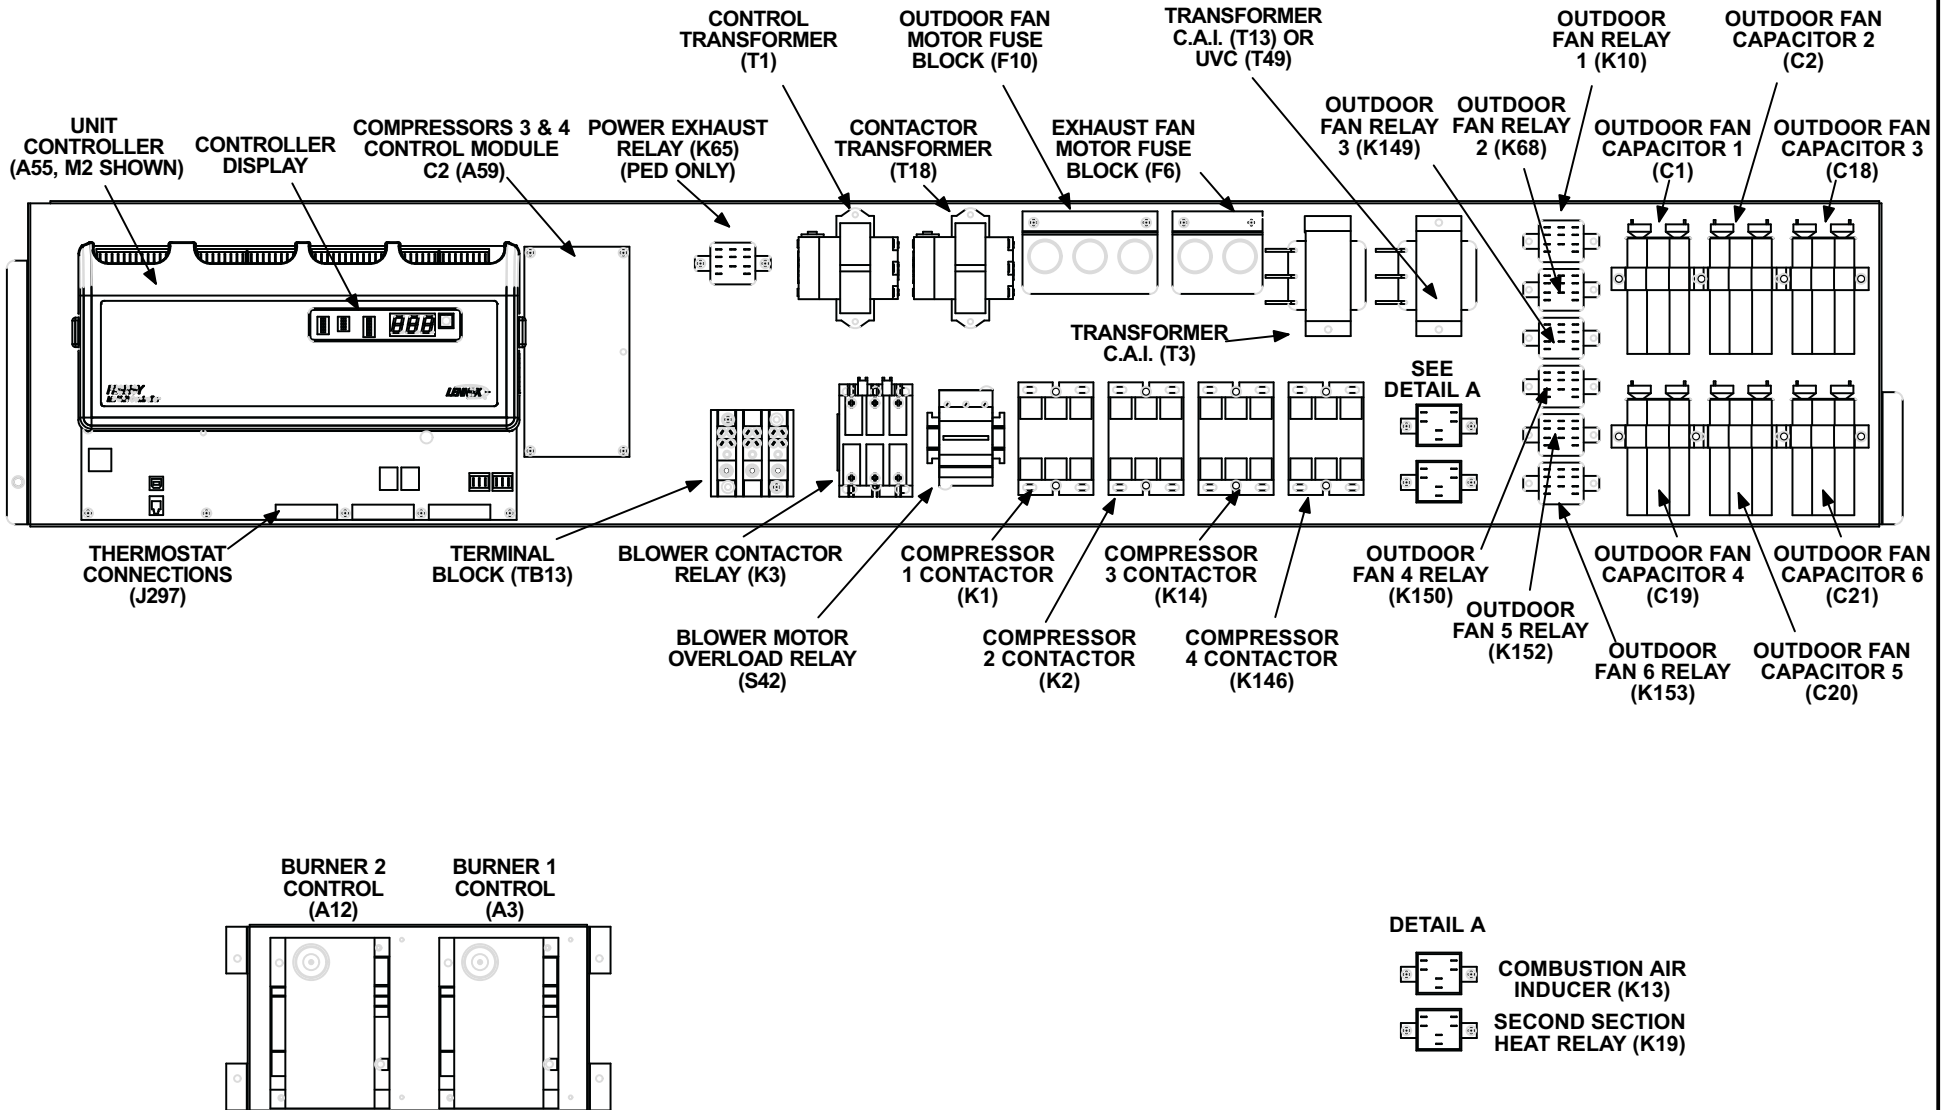 CONTROL
TRANSFORMER
(T1)
OUTDOOR FAN
MOTOR FUSE
BLOCK (F10)
TRANSFORMER
C.A.I. (T13) OR
UVC (T49)
OUTDOOR
FAN RELAY
1 (K10)
OUTDOOR FAN
CAPACITOR 2
(C2)
UNIT
CONTROLLER
(A55, M2 SHOWN)
CONTROLLER
DISPLAY
COMPRESSORS 3 & 4
CONTROL MODULE
C2 (A59)
POWER EXHAUST
RELAY (K65)
(PED ONLY)
CONTACTOR
TRANSFORMER
(T18)
EXHAUST FAN
MOTOR FUSE
BLOCK (F6)
OUTDOOR
FAN RELAY
3 (K149)
OUTDOOR
FAN RELAY
2 (K68)
OUTDOOR FAN
CAPACITOR 1
(C1)
OUTDOOR FAN
CAPACITOR 3
(C18)
888
LENNOX
TRANSFORMER
C.A.I. (T3)
SEE
DETAIL A
THERMOSTAT
CONNECTIONS
(J297)
TERMINAL
BLOCK (TB13)
BLOWER CONTACTOR
RELAY (K3)
COMPRESSOR
1 CONTACTOR
(K1)
COMPRESSOR
3 CONTACTOR
(K14)
OUTDOOR
FAN 4 RELAY
(K150)
OUTDOOR FAN
CAPACITOR 4
(C19)
OUTDOOR FAN
CAPACITOR 6
(C21)
BLOWER MOTOR
OVERLOAD RELAY
(S42)
COMPRESSOR
2 CONTACTOR
(K2)
COMPRESSOR
4 CONTACTOR
(K146)
OUTDOOR
FAN 5 RELAY
(K152)
OUTDOOR
FAN 6 RELAY
(K153)
OUTDOOR FAN
CAPACITOR 5
(C20)
BURNER 2
CONTROL
(A12)
BURNER 1
CONTROL
(A3)
DETAIL A
COMBUSTION AIR
INDUCER (K13)
SECOND SECTION
HEAT RELAY (K19)